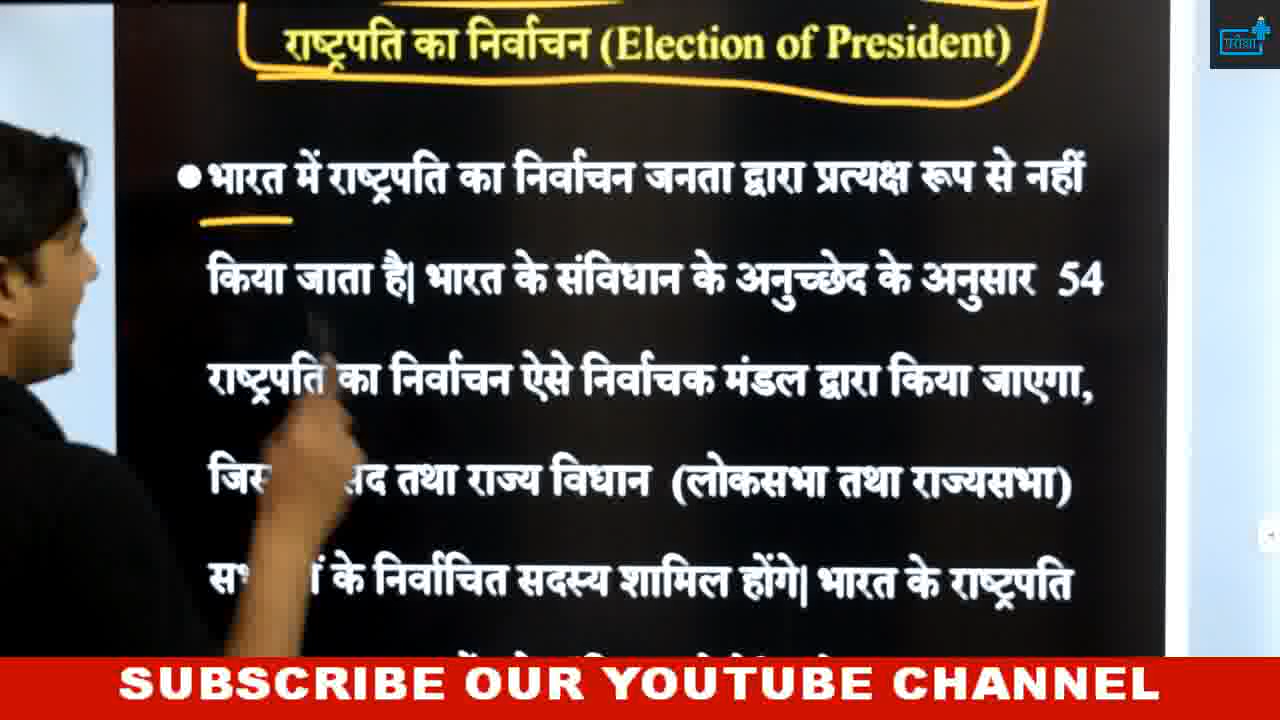 राष्ट्रपति का निर्वाचन (Election of President)
परीक्षा
भारत में राष्ट्रपति का निर्वाचन जनता द्वारा प्रत्यक्ष रूप से नहीं
किया जाता है| भारत के संविधान के अनुच्छेद के अनुसार 54
राष्ट्रपति का निर्वाचन ऐसे निर्वाचक मंडल द्वारा किया जाएगा,
तथा राज्य विधान (लोकसभा तथा राज्यसभा)
के निर्वाचित सदस्य शामिल होंगे| भारत के राष्ट्रपति
SUBSCRIBE OUR YOUTUBE CHANNEL